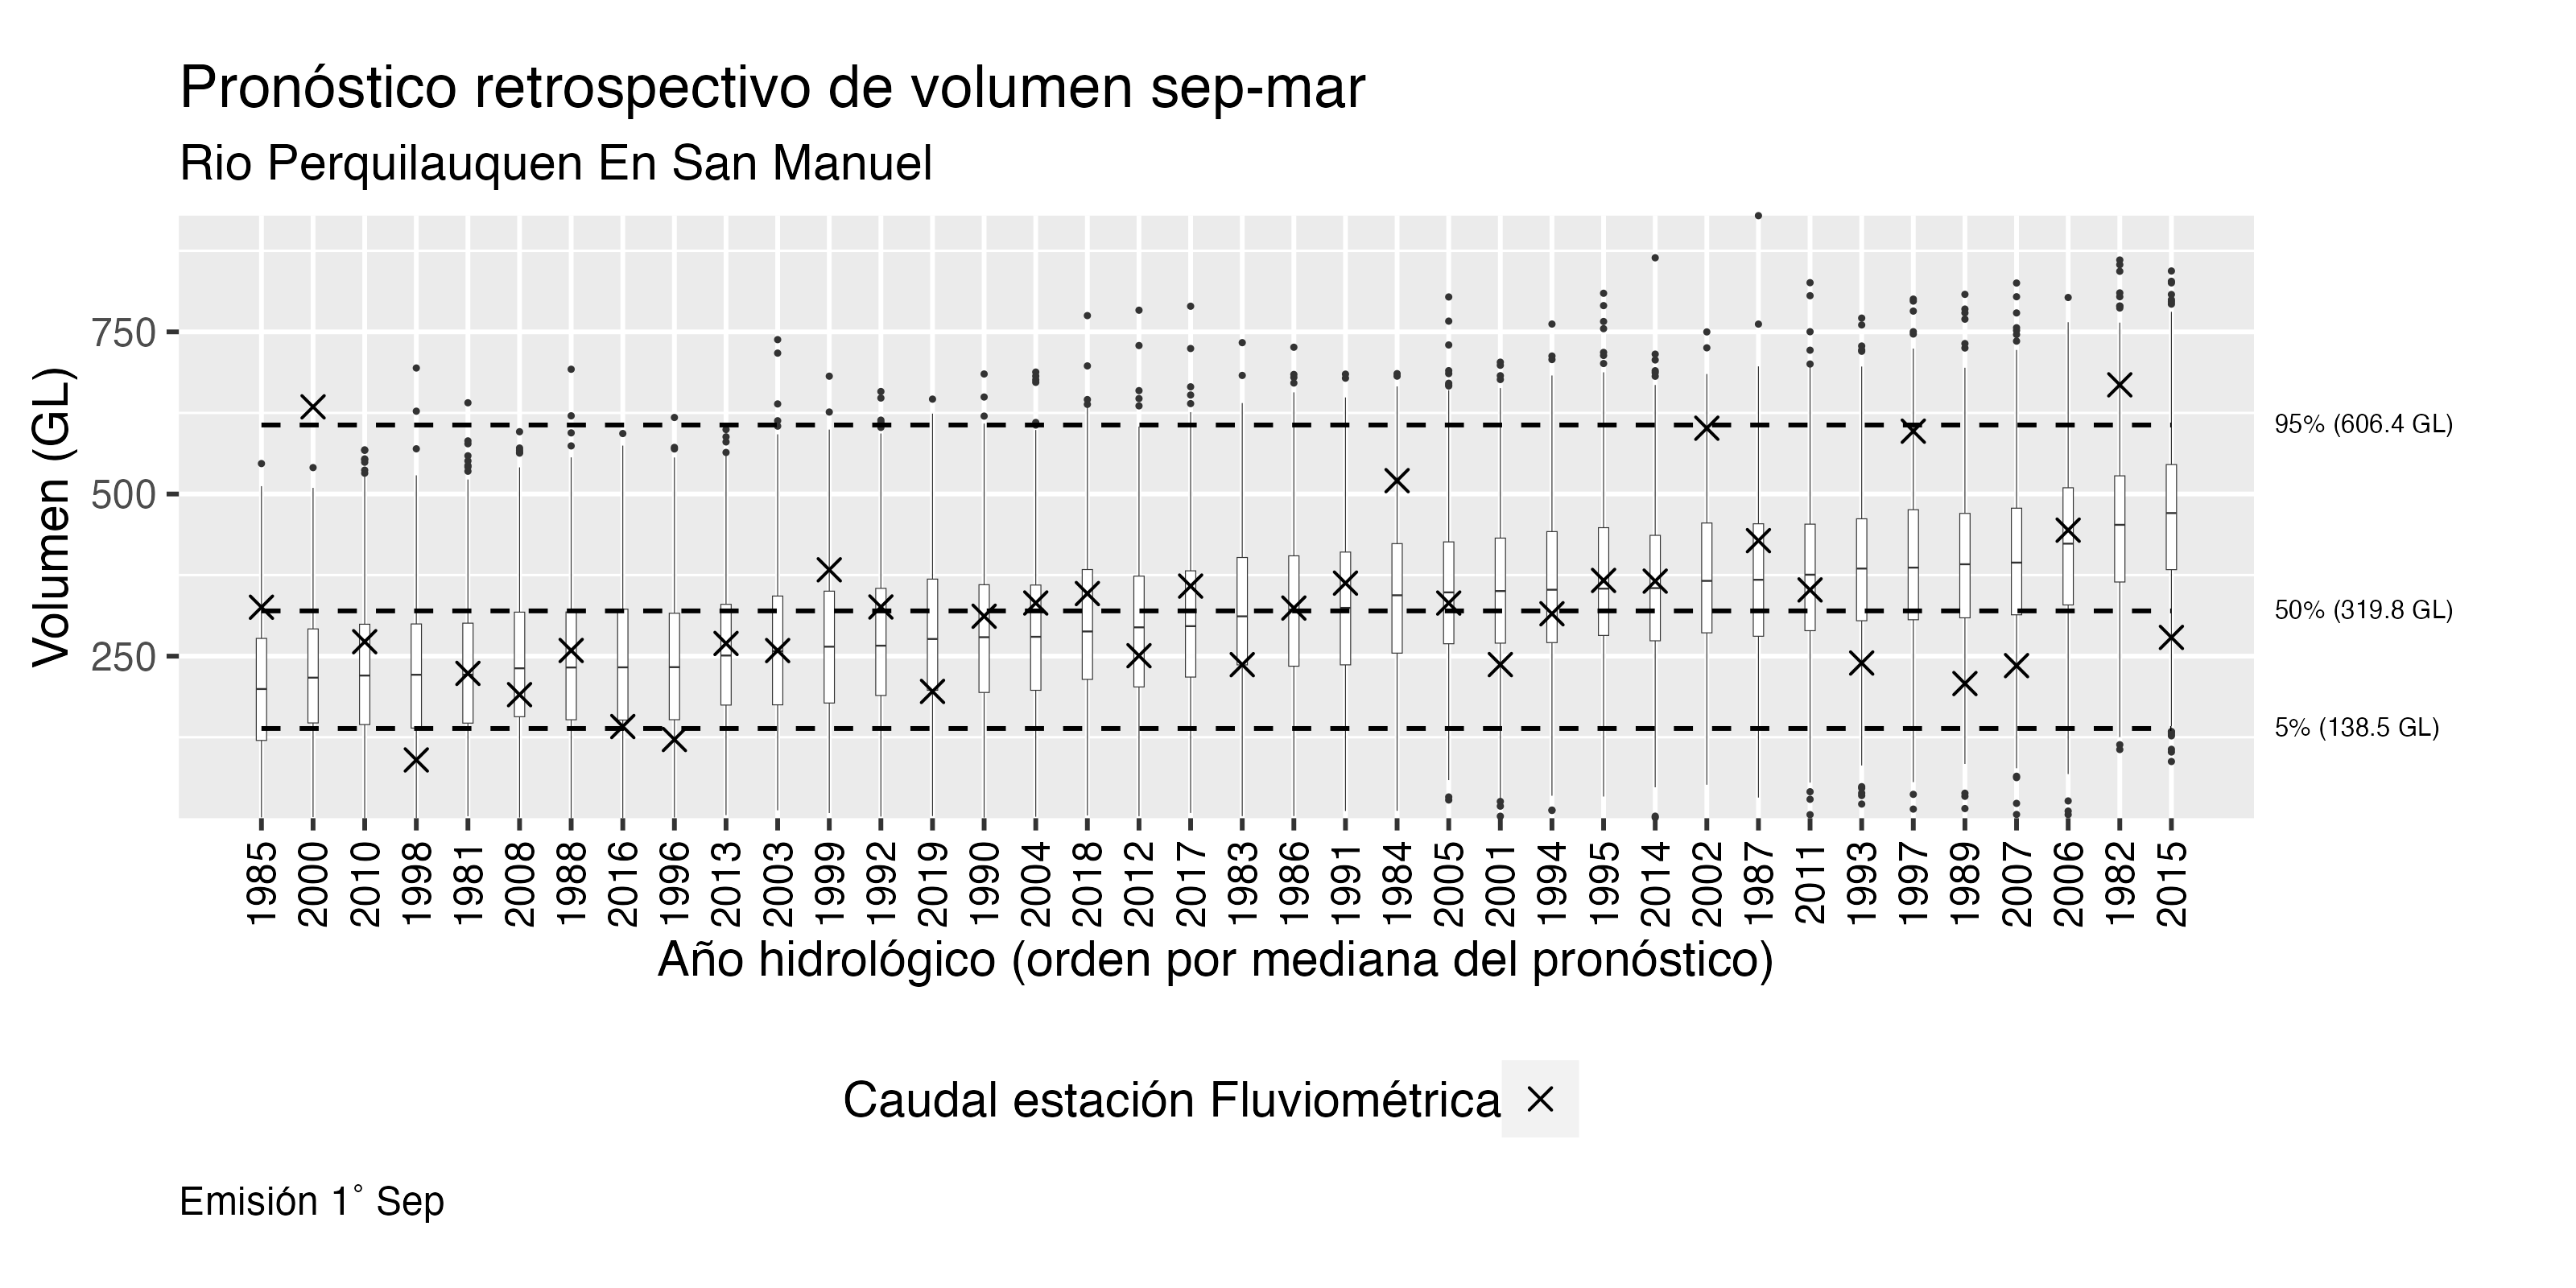 Pronóstico retrospectivo de volumen sep-mar
Rio Perquilauquen En San Manuel
Volumen (GL)
750
500
250
95% (606.4 GL)
50% (319.8 GL)
5% (138.5 GL)
1985 2000 2010 1998 1981 2008 1988 2016 1996 2013 2003 1999 1992 2019 1990 2004 2018 2012 2017 1983 1986 1991 1984 2005 2001 1994 1995 2014 2002 1987 2011 1993 1997 1989 2007 2006 1982 2015
Año hidrológico (orden por mediana del pronóstico)
Caudal estación Fluviométrica
Emisión 1° Sep